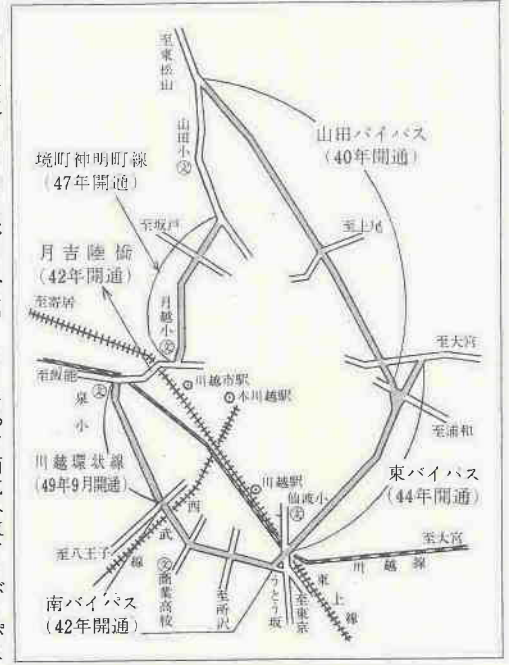 至東松山
山田小
文
山田バイパス
(40年開通)
境町神明町線
(47年開通)
至坂戸
至上尾
月吉陸橋
(42年開通)
月越小
文
至寄居
至大宮
至飯能
文
泉小
川越市駅
本川越駅
至浦和
川越環状線
(49年9月開通)
川越駅
仙波小
文
東バイパス
(44年開通)
西武線
至八王子
文
商業高校
至所沢
うとう坂
至東京
東上線
川越線
至大宮
南バイパス
(42年開通)